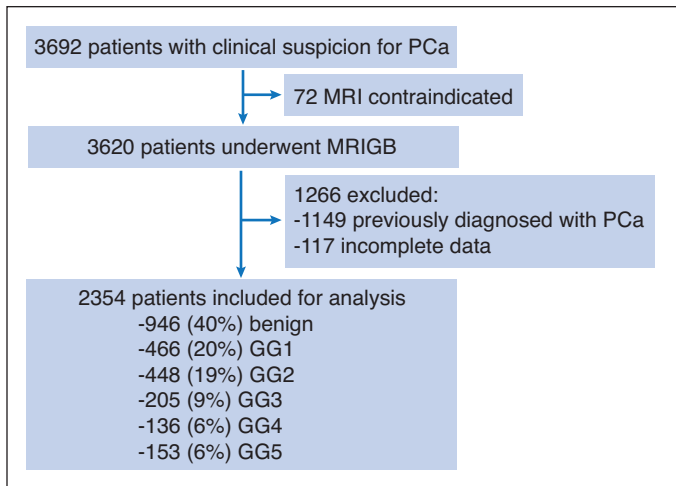 3692 patients with clinical suspicion for PCa
72 MRI contraindicated
3620 patients underwent MRIGB
1266 excluded:
-1149 previously diagnosed with PCa
-117 incomplete data
2354 patients included for analysis
-946 (40%) benign
-466 (20%) GG1
-448 (19%) GG2
-205 (9%) GG3
-136 (6%) GG4
-153 (6%) GG5